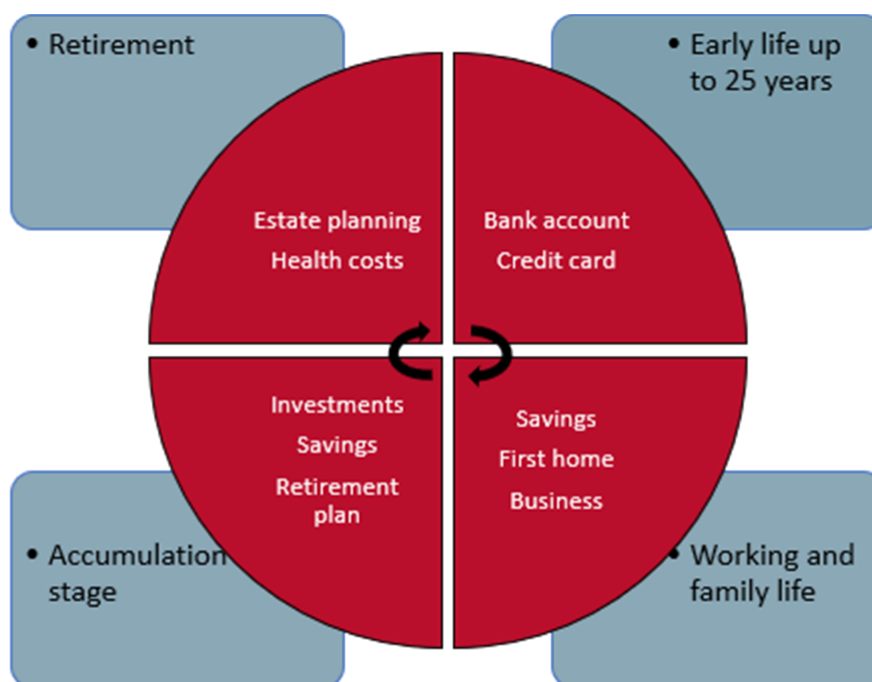 • Retirement
• Early life up
to 25 years
Estate planning
Health costs
Bank account
Credit card
Investments
Savings
Retirement
plan
Savings
First home
Business
• Accumulation
stage
• Working and
family life